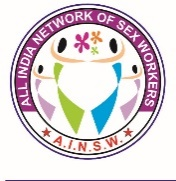 ALL INDIA NETWORK OF SEX WORKERS
★ A.I.N.S.W. ★